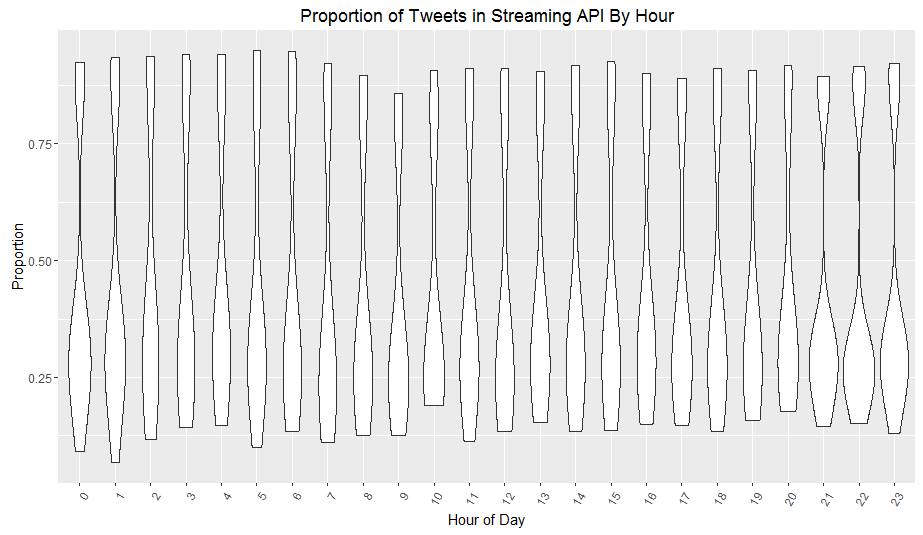 Proportion of Tweets in Streaming API By Hour
0.75
0.50
0.25
Proportion
0 1 2 3 4 5 6 7 8 9 10 11 12 13 14 15 16 17 18 19 20 21 22 23
Hour of Day